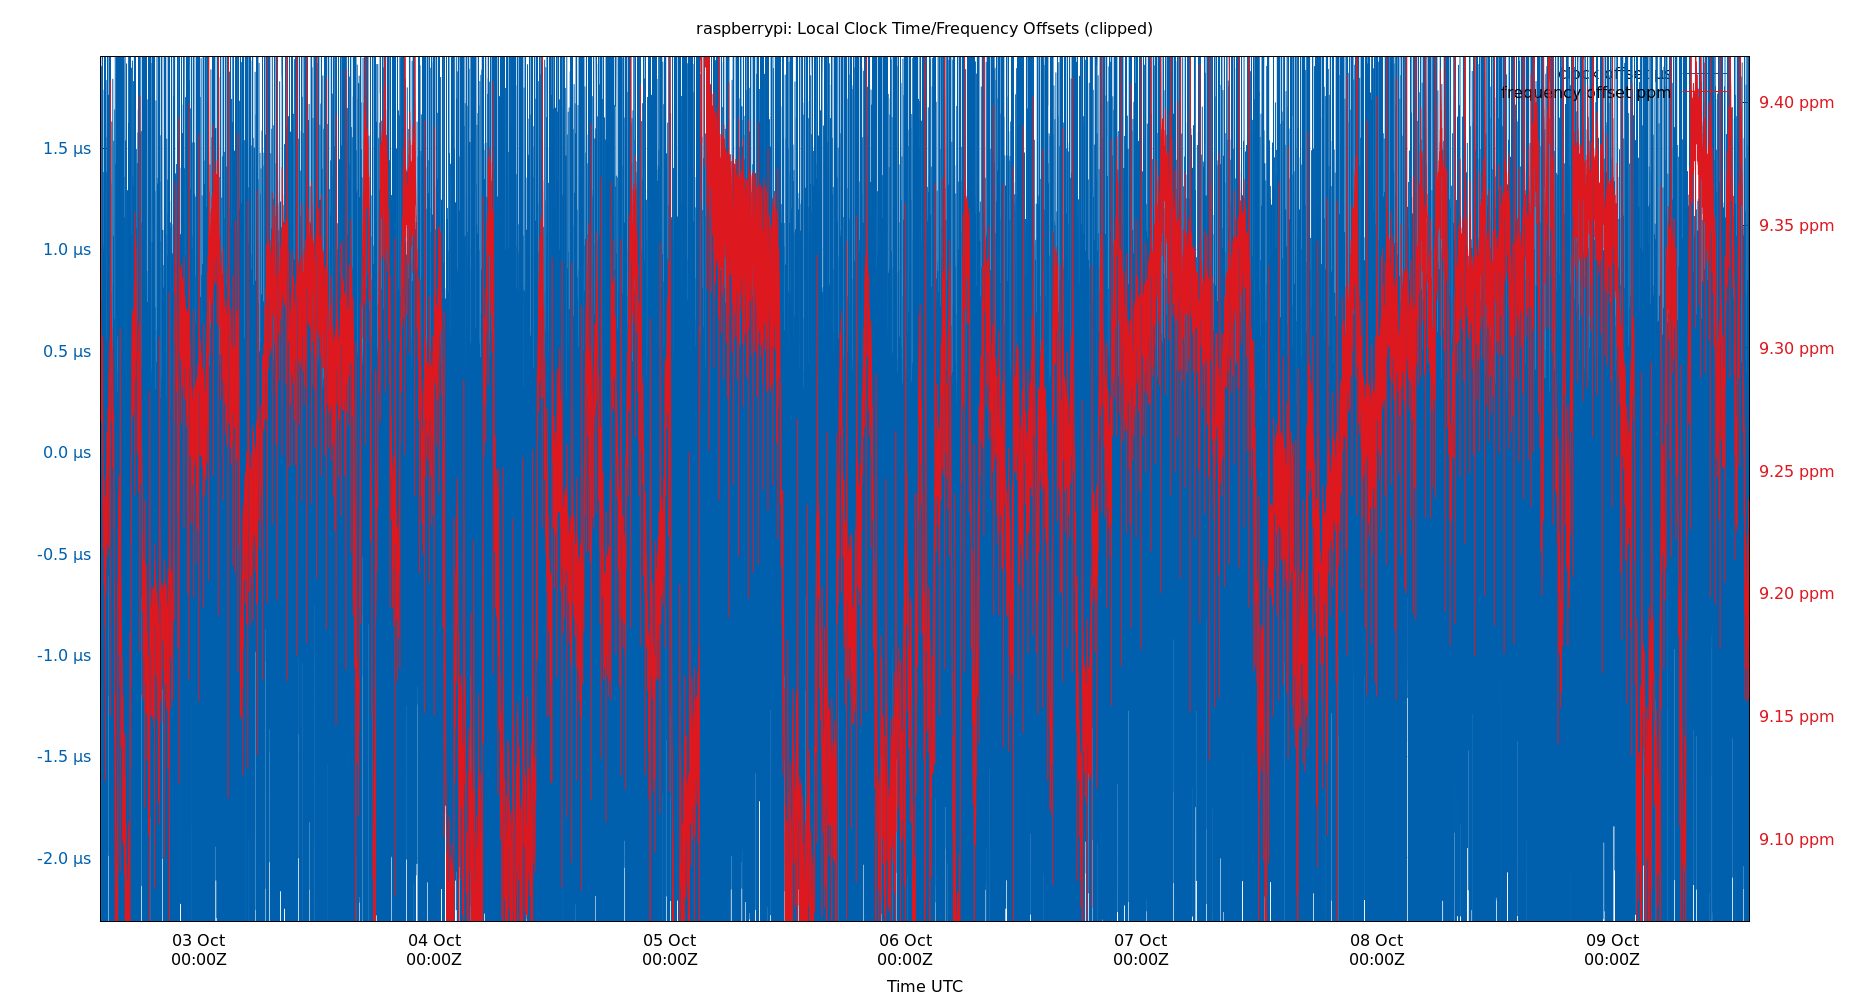 raspberrypi: Local Clock Time/Frequency Offsets (clipped)
clock offset µs
frequency offset ppm
1.5 µs
1.0 µs
0.5 µs
0.0 µs
-0.5 µs
-1.0 µs
-1.5 µs
-2.0 µs
9.40 ppm
9.35 ppm
9.30 ppm
9.25 ppm
9.20 ppm
9.15 ppm
9.10 ppm
03 Oct
00:00Z
04 Oct
00:00Z
05 Oct
00:00Z
06 Oct
00:00Z
07 Oct
00:00Z
08 Oct
00:00Z
09 Oct
00:00Z
Time UTC